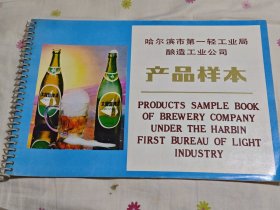 哈尔滨市第一轻工业局
酿造工业公司
产品样本
PRODUCTS SAMPLE BOOK
OF BREWERY COMPANY
UNDER THE HARBIN
FIRST BUREAU OF LIGHT
INDUSTRY